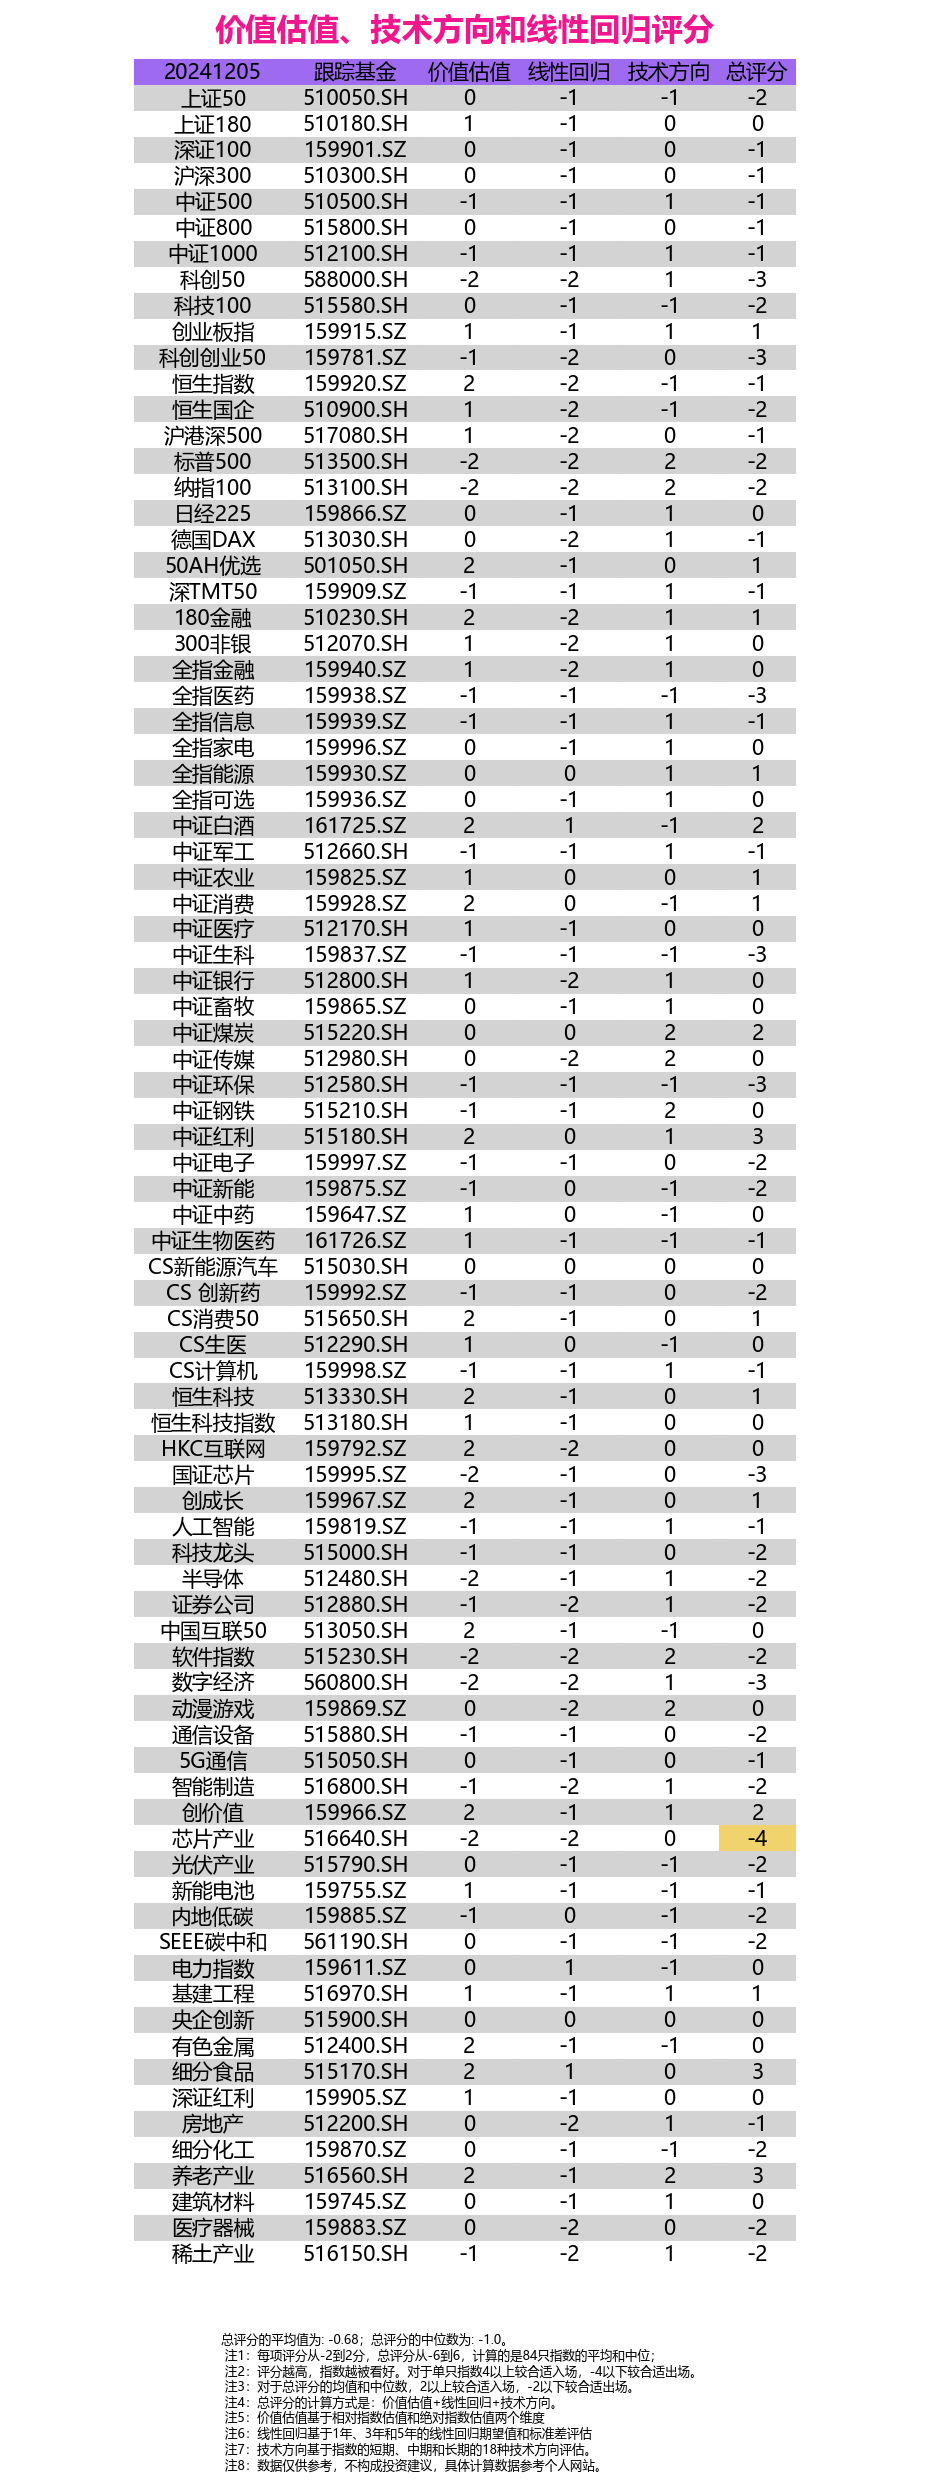 价值估值、技术方向和线性回归评分
20241205 跟踪基金 价值估值 线性回归 技术方向 总评分
上证50 510050.SH 0 -1 -1 -2
上证180 510180.SH 1 -1 0 0
深证100 159901.SZ 0 -1 0 -1
沪深300 510300.SH 0 -1 0 -1
中证500 510500.SH -1 -1 1 -1
中证800 515800.SH 0 -1 0 -1
中证1000 512100.SH -1 -1 1 -1
科创50 588000.SH -2 -2 1 -3
科技100 515580.SH 0 -1 -1 -2
创业板指 159915.SZ 1 -1 1 1
科创创业50 159781.SZ -1 -2 0 -3
恒生指数 159920.SZ 2 -2 -1 -1
恒生国企 510900.SH 1 -2 -1 -2
沪港深500 517080.SH 1 -2 0 -1
标普500 513500.SH -2 -2 2 -2
纳指100 513100.SH -2 -2 2 -2
日经225 159866.SZ 0 -1 1 0
德国DAX 513030.SH 0 -2 1 -1
50AH优选 501050.SH 2 -1 0 1
深TMT50 159909.SZ -1 -1 1 -1
180金融 510230.SH 2 -2 1 1
300非银 512070.SH 1 -2 1 0
全指金融 159940.SZ 1 -2 1 0
全指医药 159938.SZ -1 -1 -1 -3
全指信息 159939.SZ -1 -1 1 -1
全指家电 159996.SZ 0 -1 1 0
全指能源 159930.SZ 0 0 1 1
全指可选 159936.SZ 0 -1 1 0
中证白酒 161725.SZ 2 1 -1 2
中证军工 512660.SH -1 -1 1 -1
中证农业 159825.SZ 1 0 0 1
中证消费 159928.SZ 2 0 -1 1
中证医疗 512170.SH 1 -1 0 0
中证生科 159837.SZ -1 -1 -1 -3
中证银行 512800.SH 1 -2 1 0
中证畜牧 159865.SZ 0 -1 1 0
中证煤炭 515220.SH 0 0 2 2
中证传媒 512980.SH 0 -2 2 0
中证环保 512580.SH -1 -1 -1 -3
中证钢铁 515210.SH -1 -1 2 0
中证红利 515180.SH 2 0 1 3
中证电子 159997.SZ -1 -1 0 -2
中证新能 159875.SZ -1 0 -1 -2
中证中药 159647.SZ 1 0 -1 0
中证生物医药 161726.SZ 1 -1 -1 -1
CS新能源汽车 515030.SH 0 0 0 0
CS 创新药 159992.SZ -1 -1 0 -2
CS消费50 515650.SH 2 -1 0 1
CS生医 512290.SH 1 0 -1 0
CS计算机 159998.SZ -1 -1 1 -1
恒生科技 513330.SH 2 -1 0 1
恒生科技指数 513180.SH 1 -1 0 0
HKC互联网 159792.SZ 2 -2 0 0
国证芯片 159995.SZ -2 -1 0 -3
创成长 159967.SZ 2 -1 0 1
人工智能 159819.SZ -1 -1 1 -1
科技龙头 515000.SH -1 -1 0 -2
半导体 512480.SH -2 -1 1 -2
证券公司 512880.SH -1 -2 1 -2
中国互联50 513050.SH 2 -1 -1 0
软件指数 515230.SH -2 -2 2 -2
数字经济 560800.SH -2 -2 1 -3
动漫游戏 159869.SZ 0 -2 2 0
通信设备 515880.SH -1 -1 0 -2
5G通信 515050.SH 0 -1 0 -1
智能制造 516800.SH -1 -2 1 -2
创价值 159966.SZ 2 -1 1 2
芯片产业 516640.SH -2 -2 0 -4
光伏产业 515790.SH 0 -1 -1 -2
新能电池 159755.SZ 1 -1 -1 -1
内地低碳 159885.SZ -1 0 -1 -2
SEEE碳中和 561190.SH 0 -1 -1 -2
电力指数 159611.SZ 0 1 -1 0
基建工程 516970.SH 1 -1 1 1
央企创新 515900.SH 0 0 0 0
有色金属 512400.SH 2 -1 -1 0
细分食品 515170.SH 2 1 0 3
深证红利 159905.SZ 1 -1 0 0
房地产 512200.SH 0 -2 1 -1
细分化工 159870.SZ 0 -1 -1 -2
养老产业 516560.SH 2 -1 2 3
建筑材料 159745.SZ 0 -1 1 0
医疗器械 159883.SZ 0 -2 0 -2
稀土产业 516150.SH -1 -2 1 -2
总评分的平均值为: -0.68；总评分的中位数为: -1.0。
注1：每项评分从-2到2分，总评分从-6到6，计算的是84只指数的平均和中位；
注2：评分越高，指数越被看好。对于单只指数4以上较合适入场，-4以下较合适出场。
注3：对于总评分的均值和中位数，2以上较合适入场，-2以下较合适出场。
注4：总评分的计算方式是：价值估值+线性回归+技术方向。
注5：价值估值基于相对指数估值和绝对指数估值两个维度
注6：线性回归基于1年、3年和5年的线性回归期望值和标准差评估
注7：技术方向基于指数的短期、中期和长期的18种技术方向评估。
注8：数据仅供参考，不构成投资建议，具体计算数据参考个人网站。